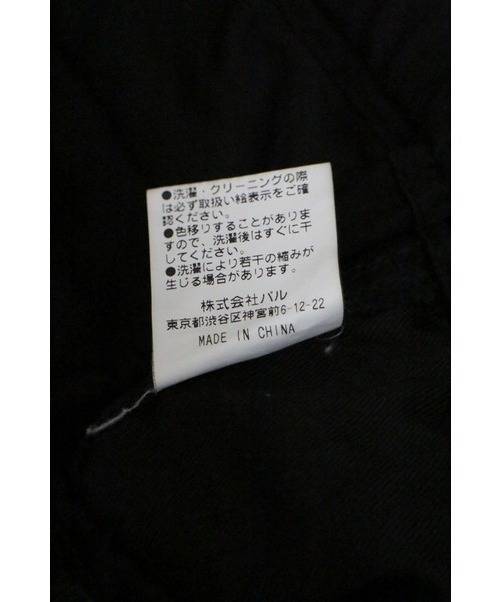 ●洗濯・クリーニングの際
は必ず取扱い絵表示をご確
認ください。
●色移りすることがありま
すので、洗濯後はすぐに干
してください。
●洗濯により若干の縮みが
生じる場合があります。
株式会社パル
東京都渋谷区神宮前6-12-22
MADE IN CHINA